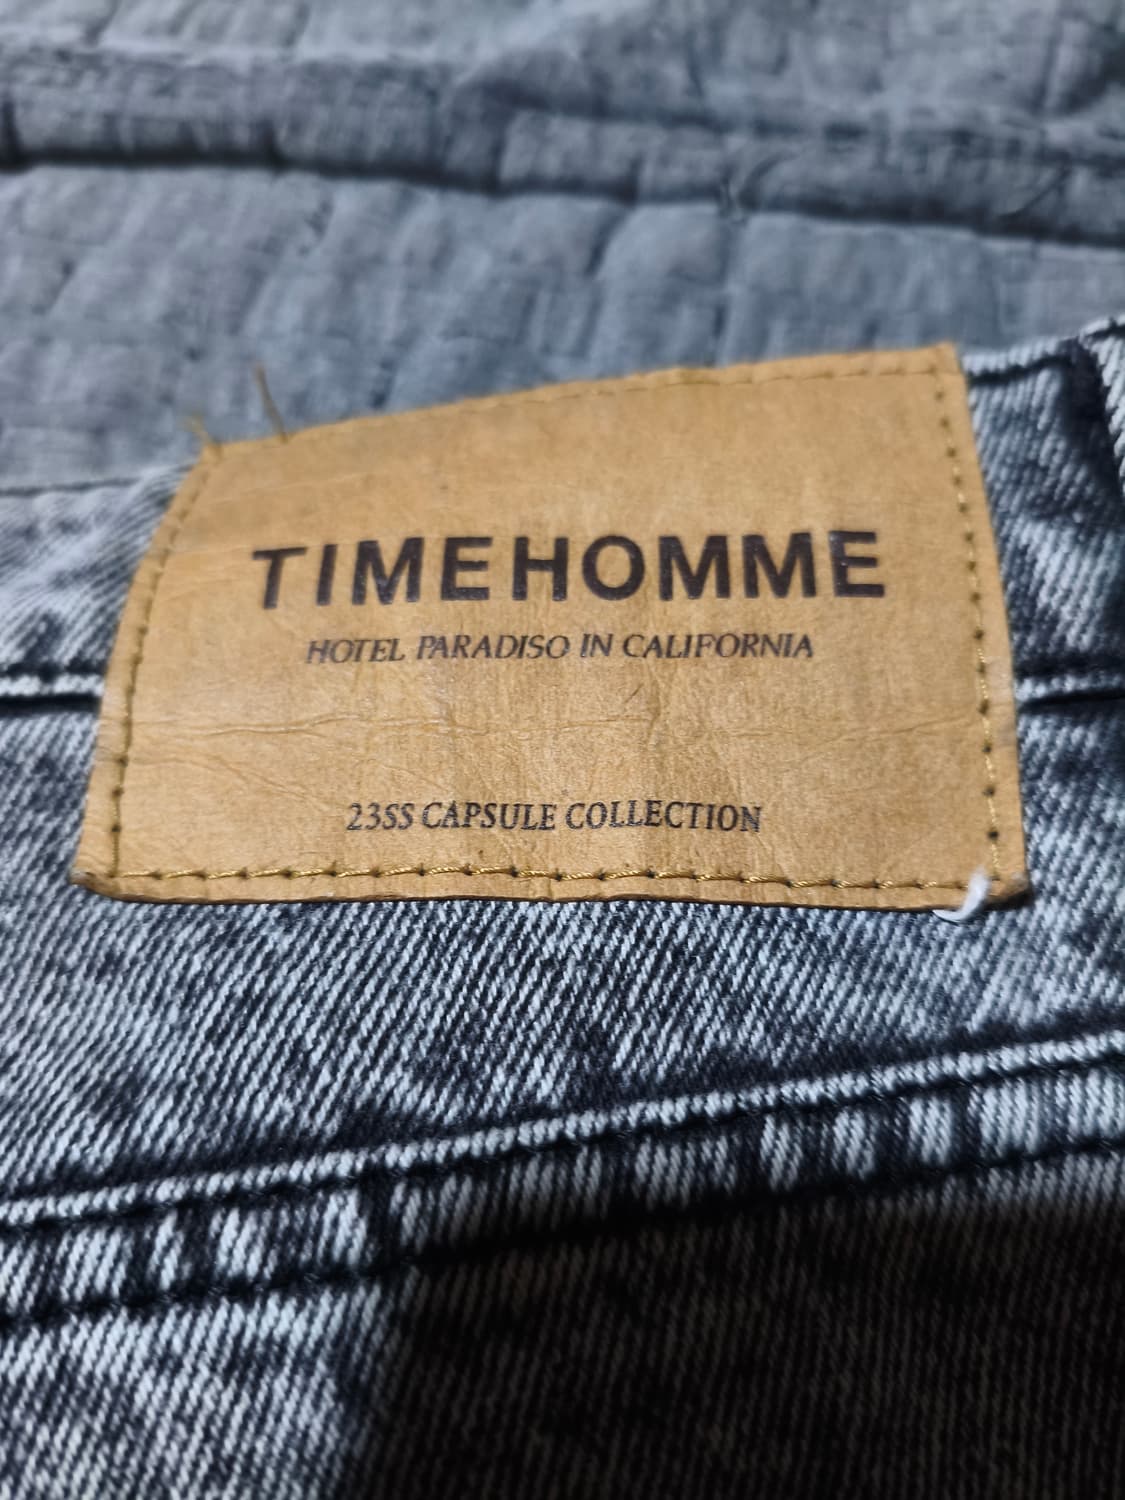 TIMEHOMME
HOTEL PARADISO IN CALIFORNIA
23SS CAPSULE COLLECTION